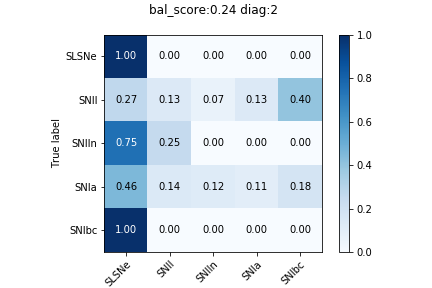 bal_score:0.24 diag:2
SLSNe 1.00 0.00 0.00 0.00 0.00 1.0
0.8
SNII 0.27 0.13 0.07 0.13 0.40
0.6
True label SNIIn 0.75 0.25 0.00 0.00 0.00
0.4
SNIa 0.46 0.14 0.12 0.11 0.18
0.2
SNIbc 1.00 0.00 0.00 0.00 0.00
0.0
SLSNe SNII SNIIn SNIa SNIbc